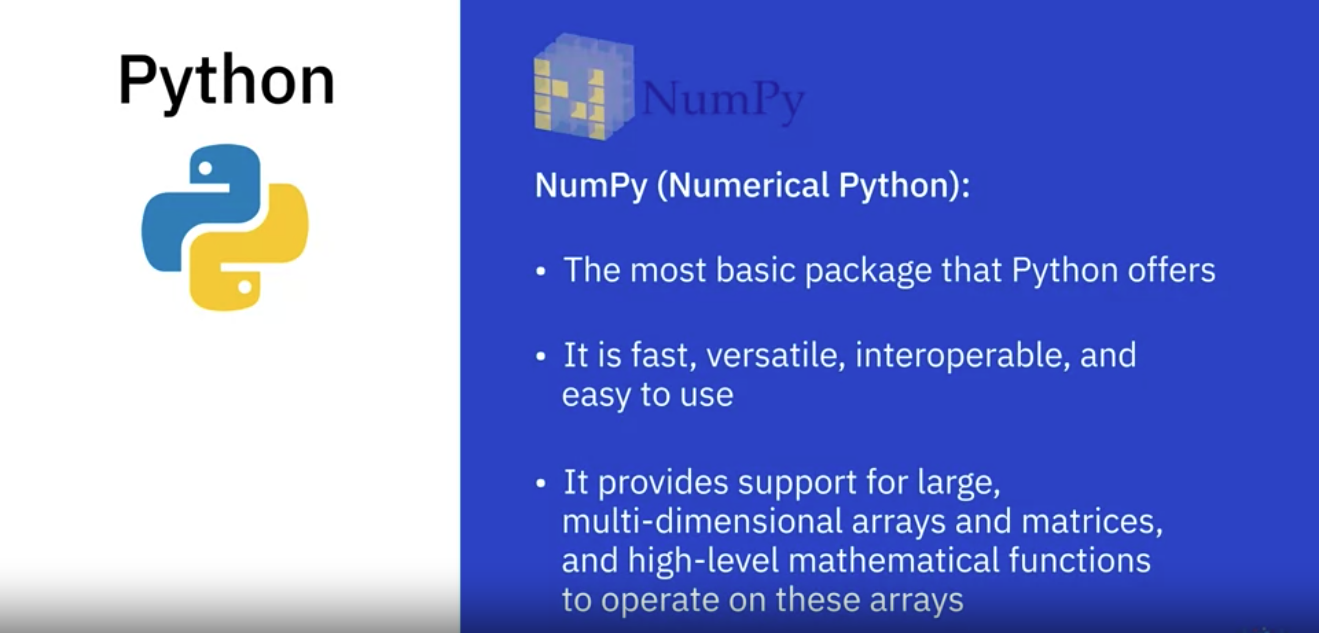 Python
NumPy
NumPy (Numerical Python):
• The most basic package that Python offers
• It is fast, versatile, interoperable, and
easy to use
• It provides support for large,
multi-dimensional arrays and matrices,
and high-level mathematical functions
to operate on these arrays